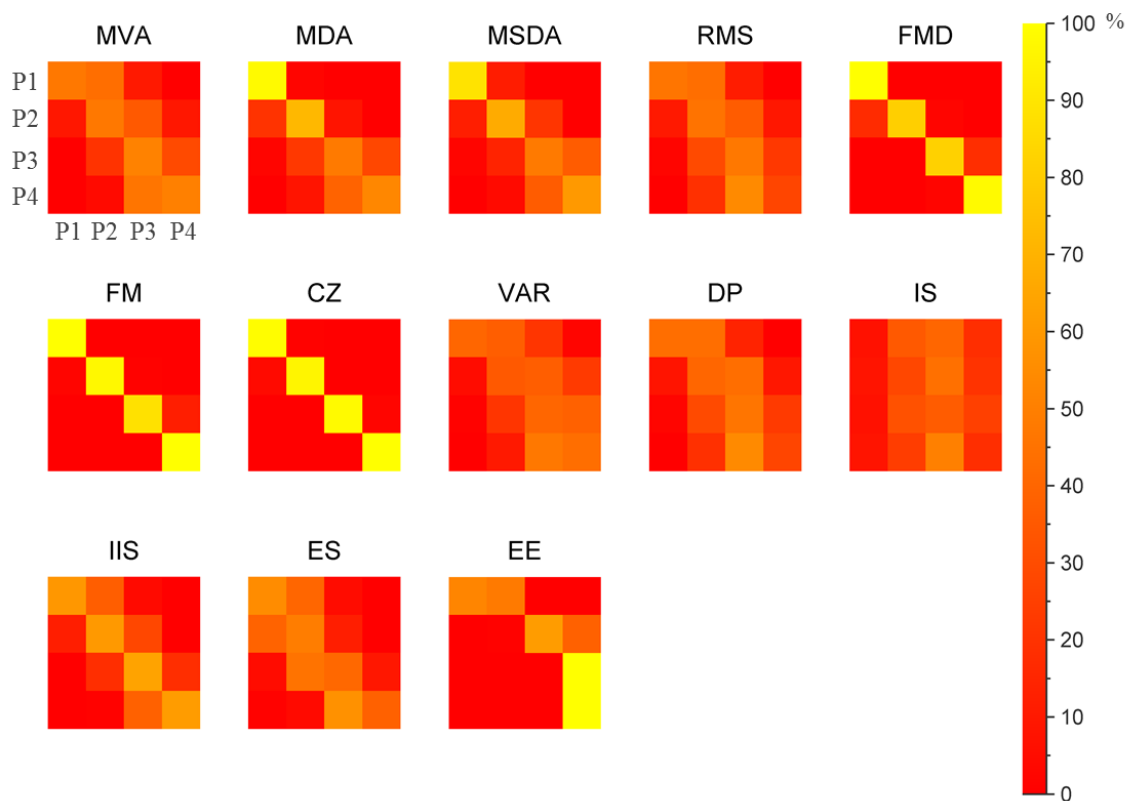 MVA MDA MSDA RMS FMD
P1
P2
P3
P4
P1 P2 P3 P4
FM CZ VAR DP IS
IIS ES EE
100 %
90
80
70
60
50
40
30
20
10
0